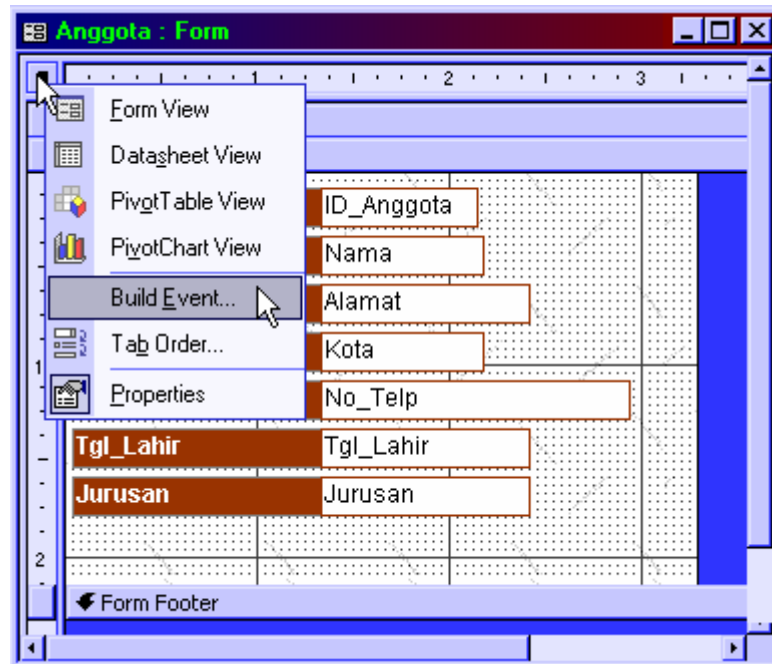 Anggota : Form
1 2 3
Form View
Datasheet View
PivotTable View
ID_Anggota
PivotChart View
Nama
Build Event...
Alamat
Tab Order...
Kota
1
Properties
No_Telp
Tgl_Lahir Tgl_Lahir
Jurusan Jurusan
2
Form Footer